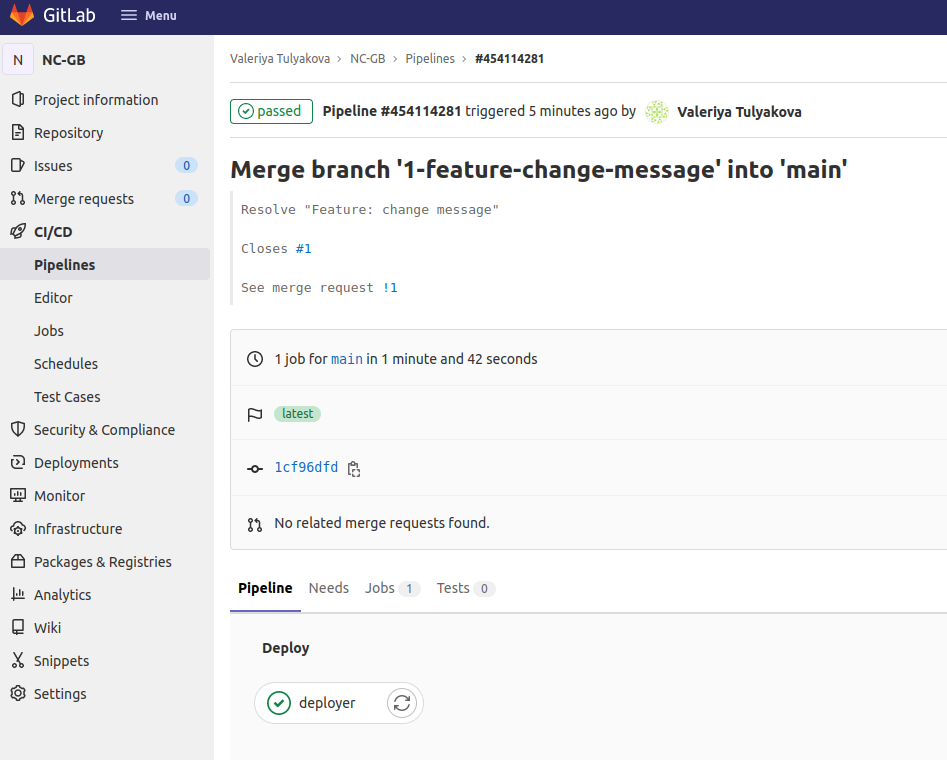 GitLab Menu
N NC-GB
Project information
Repository
Issues 0
Merge requests 0
CI/CD
Pipelines
Editor
Jobs
Schedules
Test Cases
Security & Compliance
Deployments
Monitor
Infrastructure
Packages & Registries
Analytics
Wiki
Snippets
Settings
Valeriya Tulyakova › NC-GB › Pipelines › #454114281
passed Pipeline #454114281 triggered 5 minutes ago by Valeriya Tulyakova
Merge branch '1-feature-change-message' into 'main'
Resolve "Feature: change message"
Closes #1
See merge request !1
1 job for main in 1 minute and 42 seconds
latest
1cf96dfd
No related merge requests found.
Pipeline Needs Jobs 1 Tests 0
Deploy
deployer